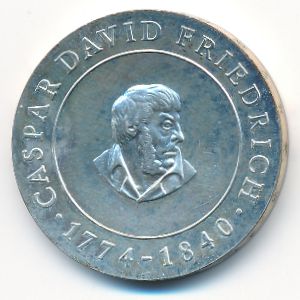 CASPAR DAVID FRIEDRICH
· 1774-1840 ·